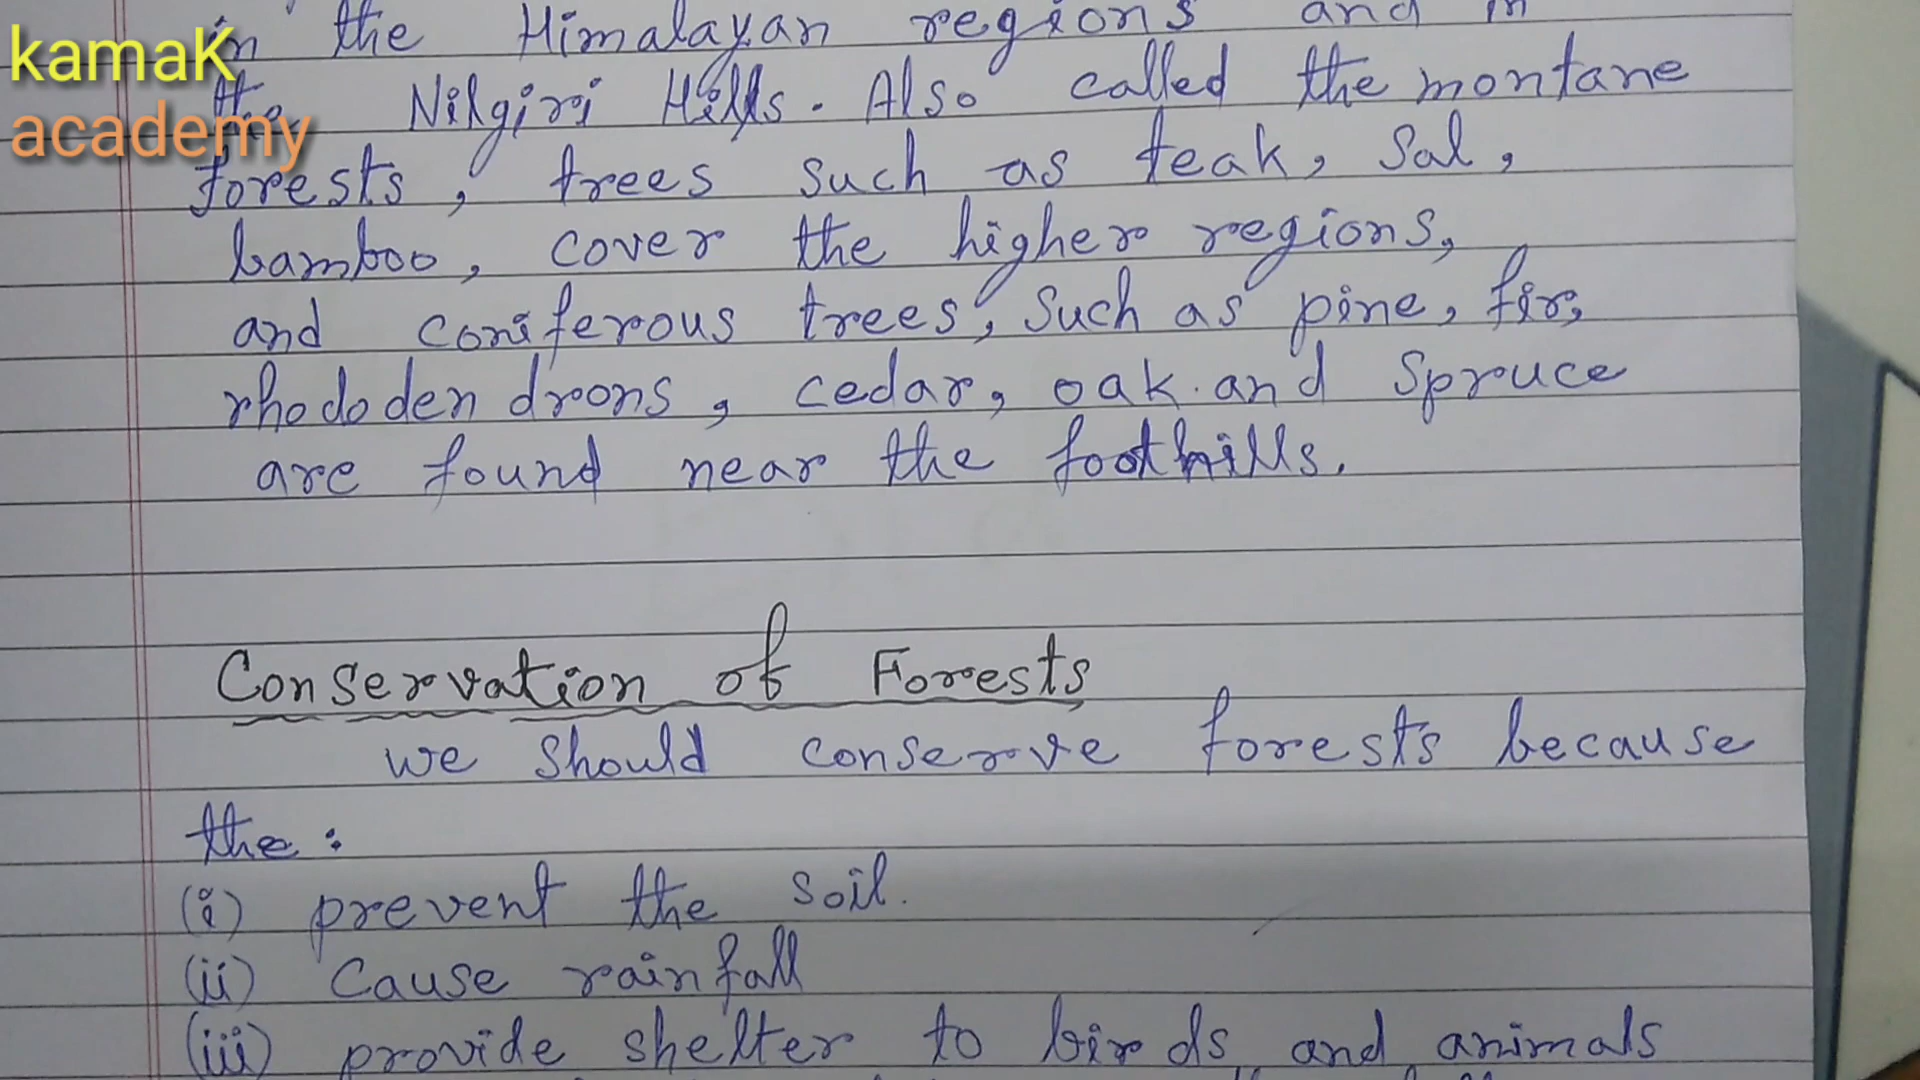 kamaK
academy
in the Himalayan regions and in
the Nilgiri Hills. Also called the montane
forests, trees such as teak, Sal,
bamboo, cover the higher regions,
and coniferous trees, Such as pine, fir,
rhododendroons, cedar, oak and Spruce
are found near the foothills.
Conservation of Forests
we Should conserve forests because
the:
(i) prevent the soil.
(ii) Cause rainfall
(iii) provide shelter to birds and animals